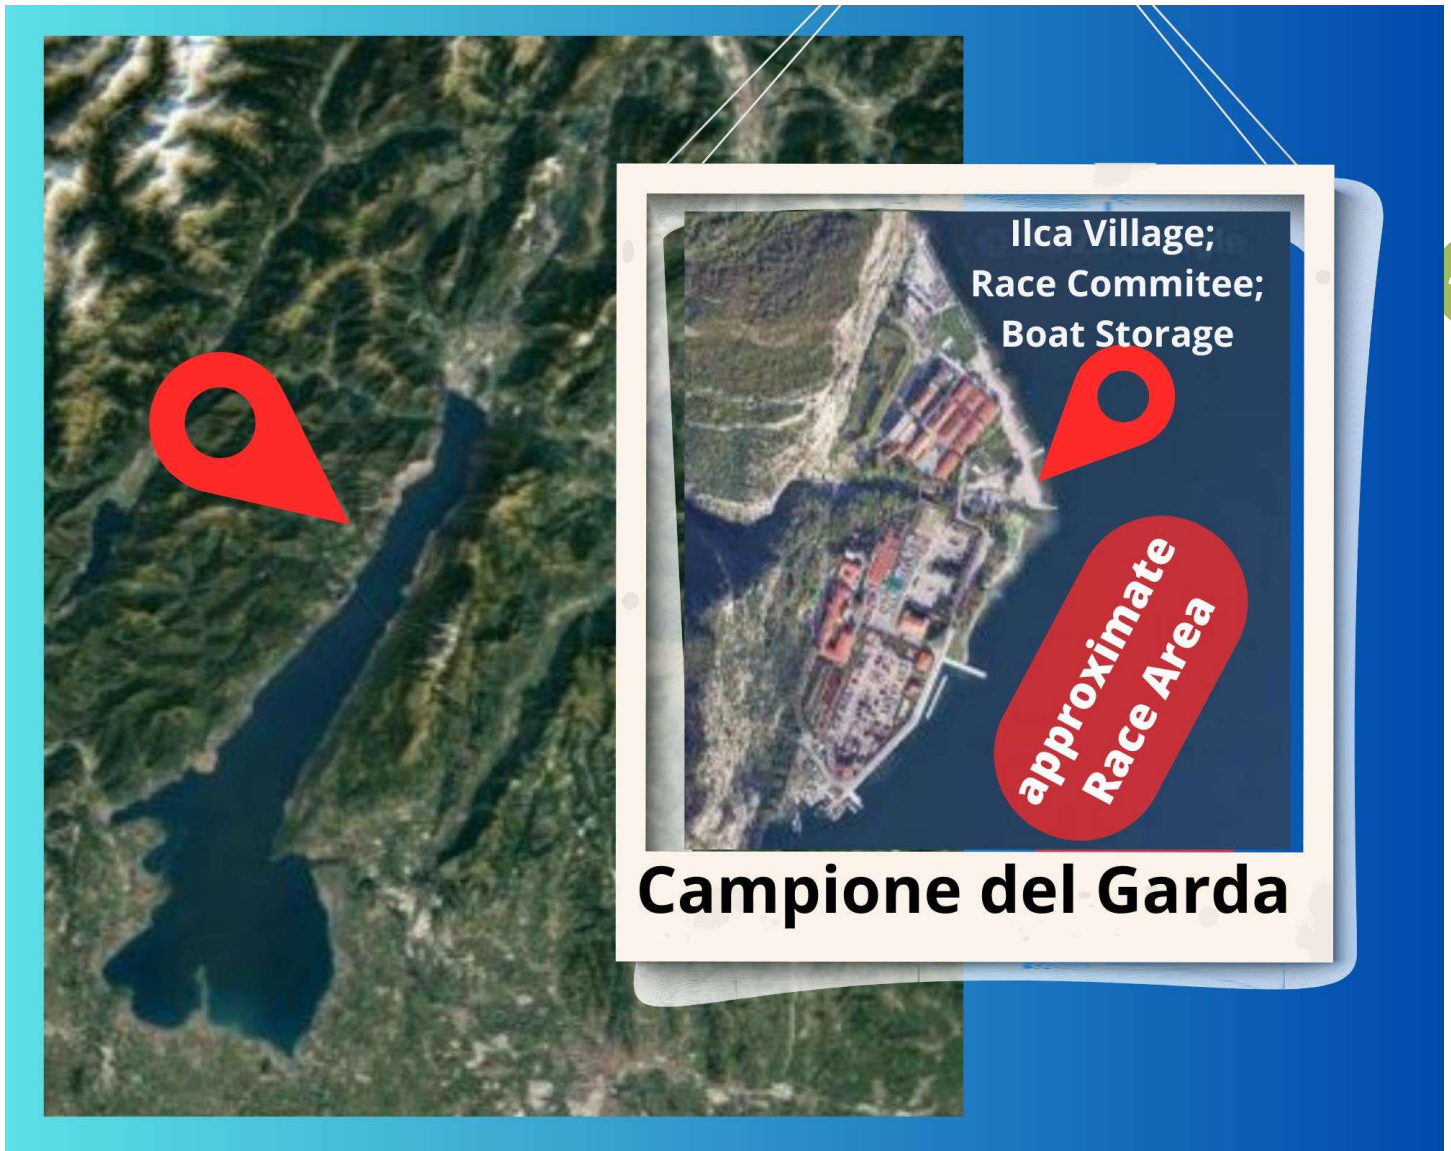 Ilca Village;
Race Commitee;
Boat Storage
approximate
Race Area
Campione del Garda